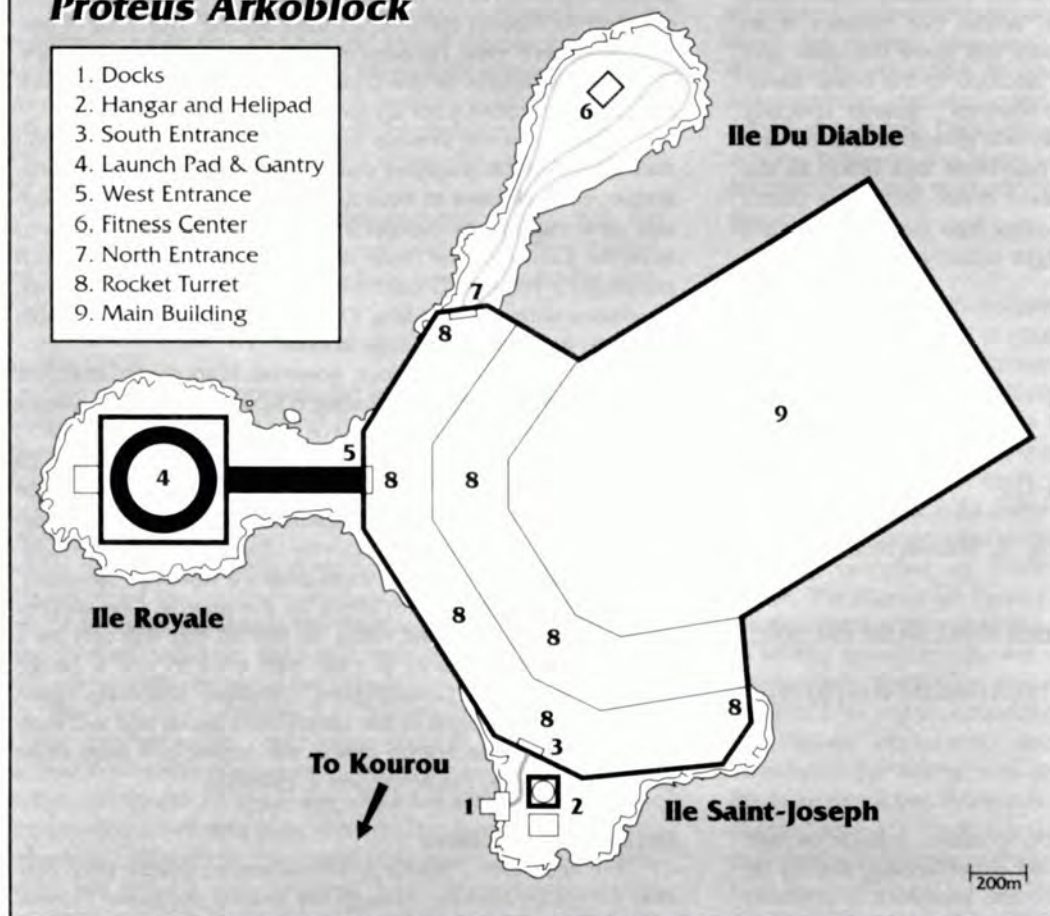 Proteus Arkoblock
1. Docks
2. Hangar and Helipad
3. South Entrance
4. Launch Pad & Gantry
5. West Entrance
6. Fitness Center
7. North Entrance
8. Rocket Turret
9. Main Building
6
Ile Du Diable
7
8
9
5
4
8
8
Ile Royale
8
8
8
8
3
To Kourou
1
2
Ile Saint-Joseph
200m